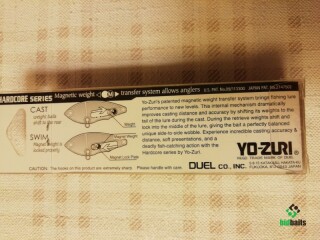 HARDCORE SERIES
Magnetic weight transfer system allows anglers
CAST
SWIM
Weight
Magnet
Weight
Yo-Zuri's patented magnetic weight transfer system brings fishing lure
performance to new levels. This internal mechanism dramatically
improves casting distance and accuracy by shifting its weights to the
tail of the lure during the cast. During the retrieve weights shift and
lock into the middle of the lure, giving the bait a perfectly balanced
unique side to side wobble. Experience incredible casting accuracy &
distance, soft presentations, and a
deadly fish-catching action with the
Hardcore series by Yo-Zuri.
YO-ZURI
CAUTION: The hooks on this product are extremely sharp. Please handle with care.
DUEL CO., INC.
bigbaits